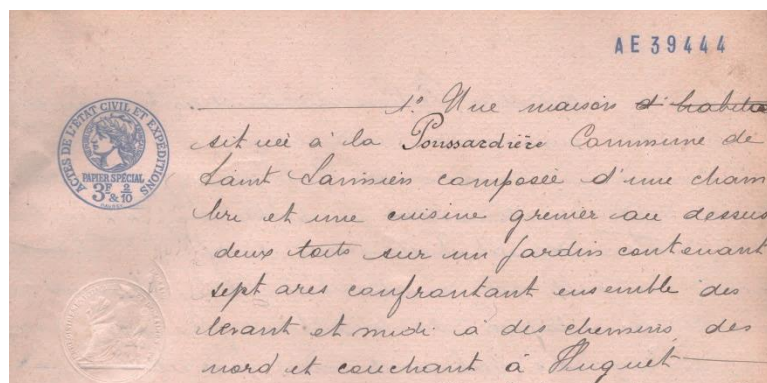 AE 39444
ACTES DE L'ÉTAT CIVIL ET EXPÉDITIONS
PAPIER SPÉCIAL
3F & 2/10
1° Une maison d'habita
située à la Poussardière Commune de
Saint composée d'une cham
bre et une cuisine grenier au dessus
deux toits sur un jardin contenant
sept ares confrontant ensemble des
levant et midi à des chemins des
nord et couchant à Huguet